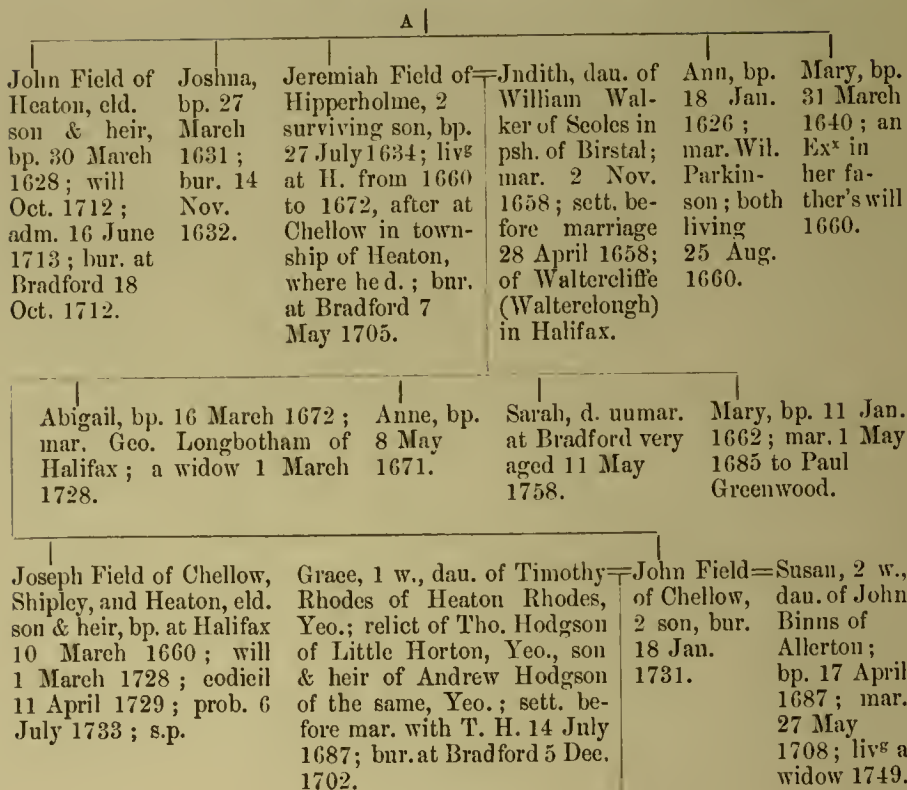 A
John Field of
Heaton, eld.
son & heir,
bp. 30 March
1628; will
Oct. 1712;
adm. 16 June
1713; bur. at
Bradford 18
Oct. 1712.
Joshua,
bp. 27
March
1631;
bur. 14
Nov.
1632.
Jeremiah Field of
Hipperholme, 2
surviving son, bp.
27 July 1634; livᵍ
at H. from 1660
to 1672, after at
Chellow in town-
ship of Heaton,
where he d.; bur.
at Bradford 7
May 1705.
Judith, dau. of
William Wal-
ker of Scoles in
psh. of Birstal;
mar. 2 Nov.
1658; sett. be-
fore marriage
28 April 1658;
of Waltercliffe
(Walterclongh)
in Halifax.
Ann, bp.
18 Jan.
1626;
mar. Wil.
Parkin-
son; both
living
25 Aug.
1660.
Mary, bp.
31 March
1640; an
Exˣ in
her fa-
ther's will
1660.
Abigail, bp. 16 March 1672;
mar. Geo. Longbotham of
Halifax; a widow 1 March
1728.
Anne, bp.
8 May
1671.
Sarah, d. unmar.
at Bradford very
aged 11 May
1758.
Mary, bp. 11 Jan.
1662; mar. 1 May
1685 to Paul
Greenwood.
Joseph Field of Chellow,
Shipley, and Heaton, eld.
son & heir, bp. at Halifax
10 March 1660; will
1 March 1728; codicil
11 April 1729; prob. 6
July 1733; s.p.
Grace, 1 w., dau. of Timothy
Rhodes of Heaton Rhodes,
Yeo.; relict of Tho. Hodgson
of Little Horton, Yeo., son
& heir of Andrew Hodgson
of the same, Yeo.; sett. be-
fore mar. with T. H. 14 July
1687; bur. at Bradford 5 Dec.
1702.
John Field
of Chellow,
2 son, bur.
18 Jan.
1731.
Susan, 2 w.,
dau. of John
Binns of
Allerton;
bp. 17 April
1687; mar.
27 May
1708; livᵍ a
widow 1749.